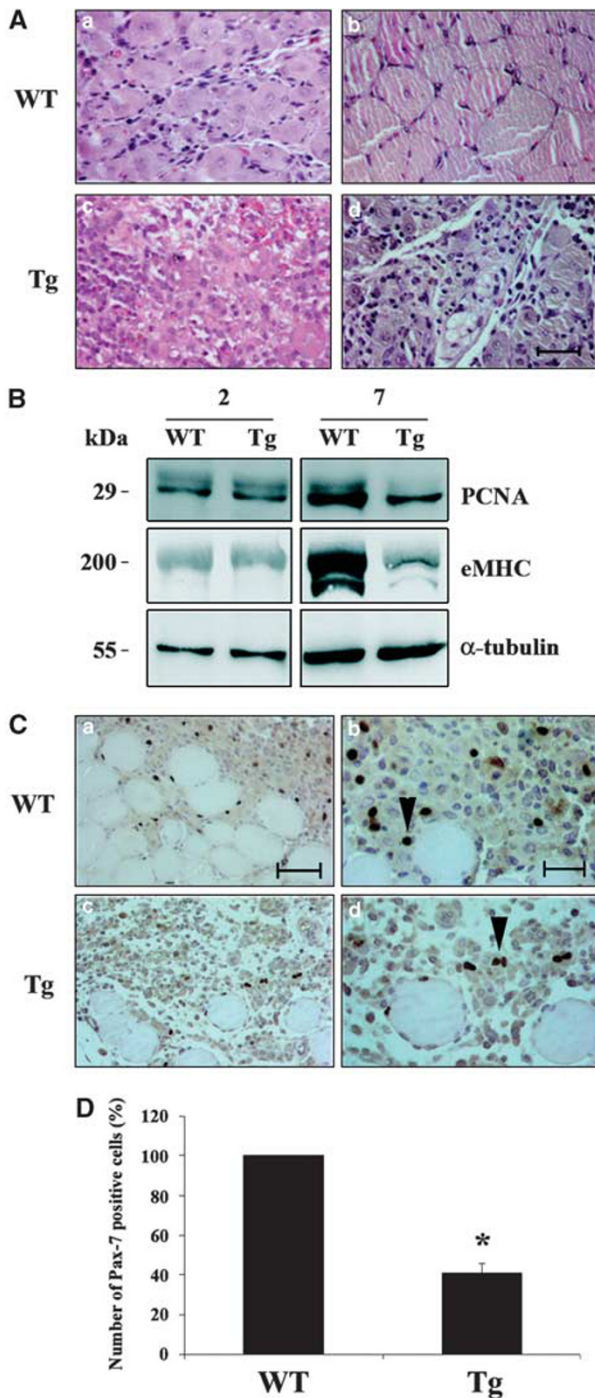 A
a
b
WT
c
d
Tg
B
2 7
kDa WT Tg WT Tg
29 - PCNA
200 - eMHC
55 - α-tubulin
C
a
b
WT
c
d
Tg
D
Number of Pax-7 positive cells (%)
120
100
80
60
40
20
0
*
WT Tg